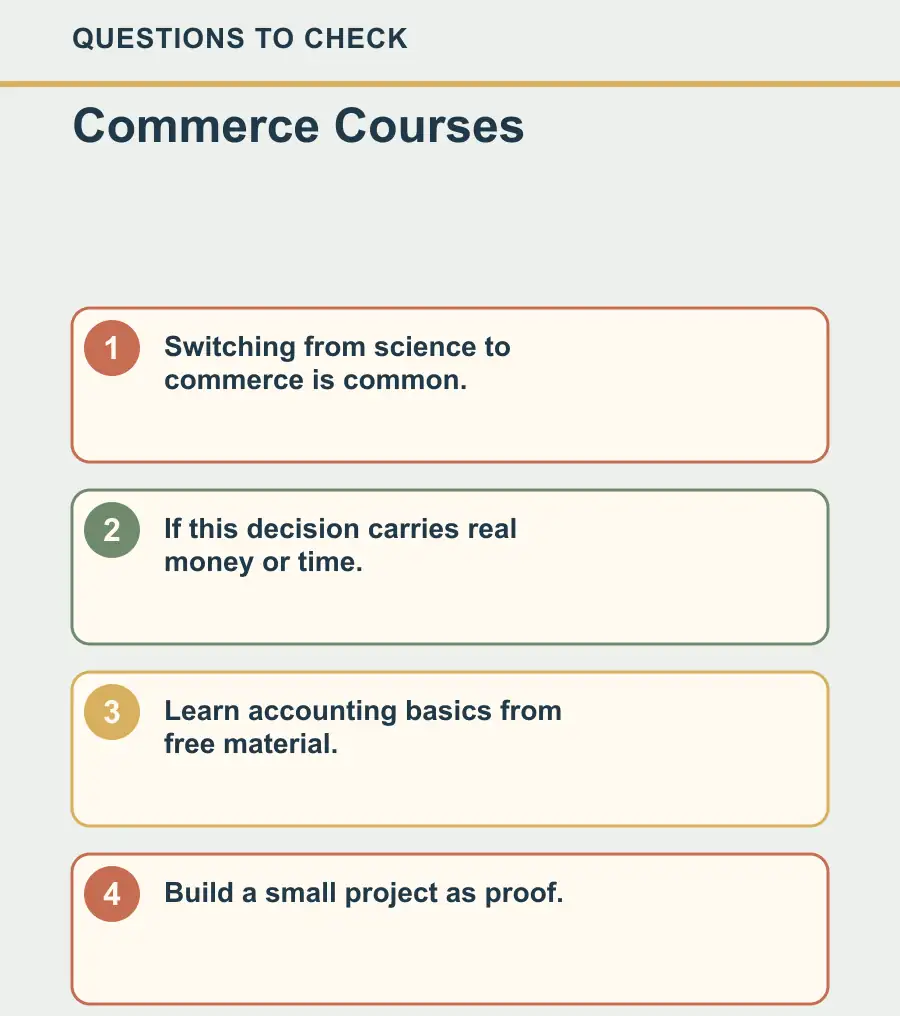 QUESTIONS TO CHECK
Commerce Courses
1
Switching from science to
commerce is common.
2
If this decision carries real
money or time.
3
Learn accounting basics from
free material.
4
Build a small project as proof.